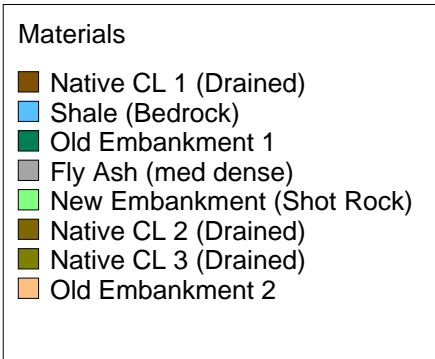 Materials
Native CL 1 (Drained)
Shale (Bedrock)
Old Embankment 1
Fly Ash (med dense)
New Embankment (Shot Rock)
Native CL 2 (Drained)
Native CL 3 (Drained)
Old Embankment 2